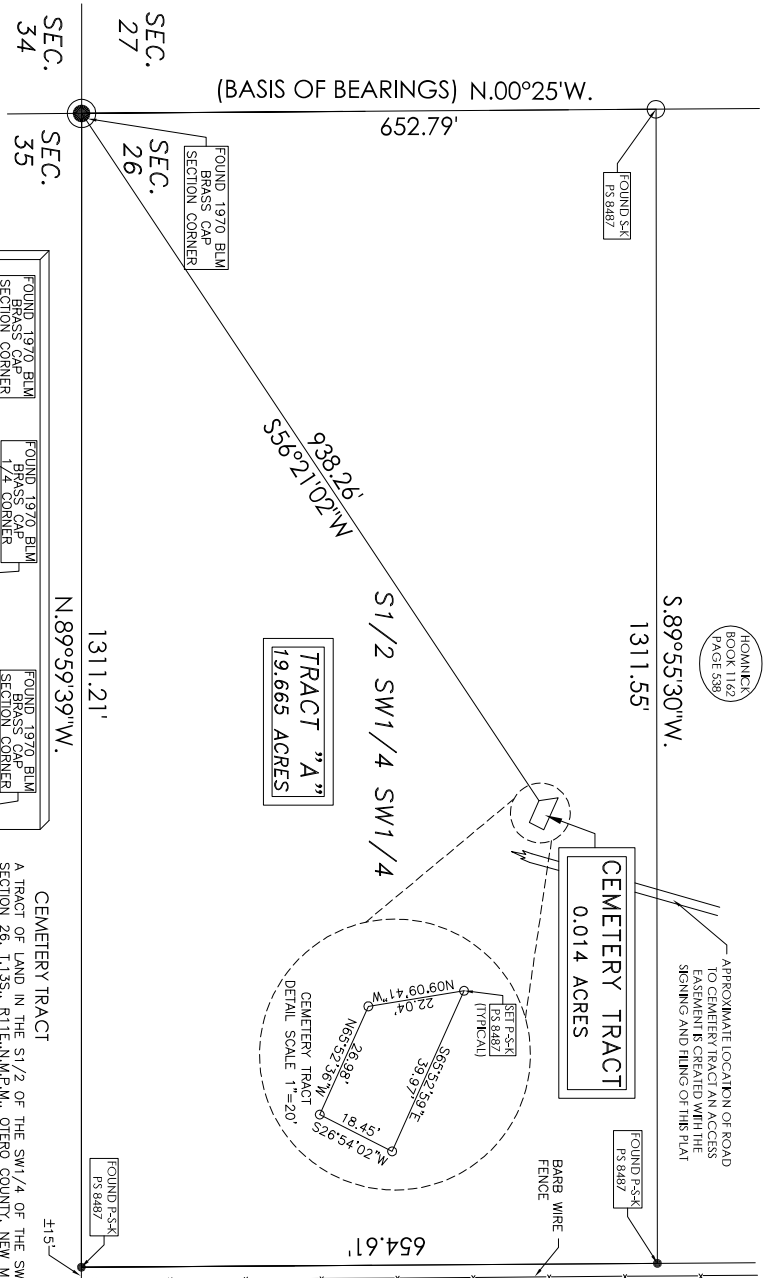 SEC.
27
SEC.
34
SEC.
26
SEC.
35
(BASIS OF BEARINGS) N.00°25'W.
652.79'
FOUND 1970 BLM
BRASS CAP
SECTION CORNER
FOUND S-K
PS 8487
HOMNICK
BOOK 1162
PAGE 538
S.89°55'30"W.
1311.55'
938.26'
S56°21'02"W
S1/2 SW1/4 SW1/4
TRACT "A"
19.665 ACRES
CEMETERY TRACT
0.014 ACRES
APPROXIMATE LOCATION OF ROAD
TO CEMETERY TRACT AN ACCESS
EASEMENT IS CREATED WITH THE
SIGNING AND FILING OF THIS PLAT
SET P-S-K
PS 8487
(TYPICAL)
N09°09'41"W
22.04'
S65°52'59"E
39.97'
N65°52'36"W
26.98'
18.45'
S26°54'02"W
CEMETERY TRACT
DETAIL SCALE 1"=20'
FOUND P-S-K
PS 8487
BARB WIRE
FENCE
654.61'
FOUND P-S-K
PS 8487
±15'
1311.21'
N.89°59'39"W.
FOUND 1970 BLM
BRASS CAP
SECTION CORNER
FOUND 1970 BLM
BRASS CAP
1/4 CORNER
FOUND 1970 BLM
BRASS CAP
SECTION CORNER
CEMETERY TRACT
A TRACT OF LAND IN THE S1/2 OF THE SW1/4 OF THE SW
SECTION 26, T.13S., R11E.,N.M.P.M., OTERO COUNTY, NEW M